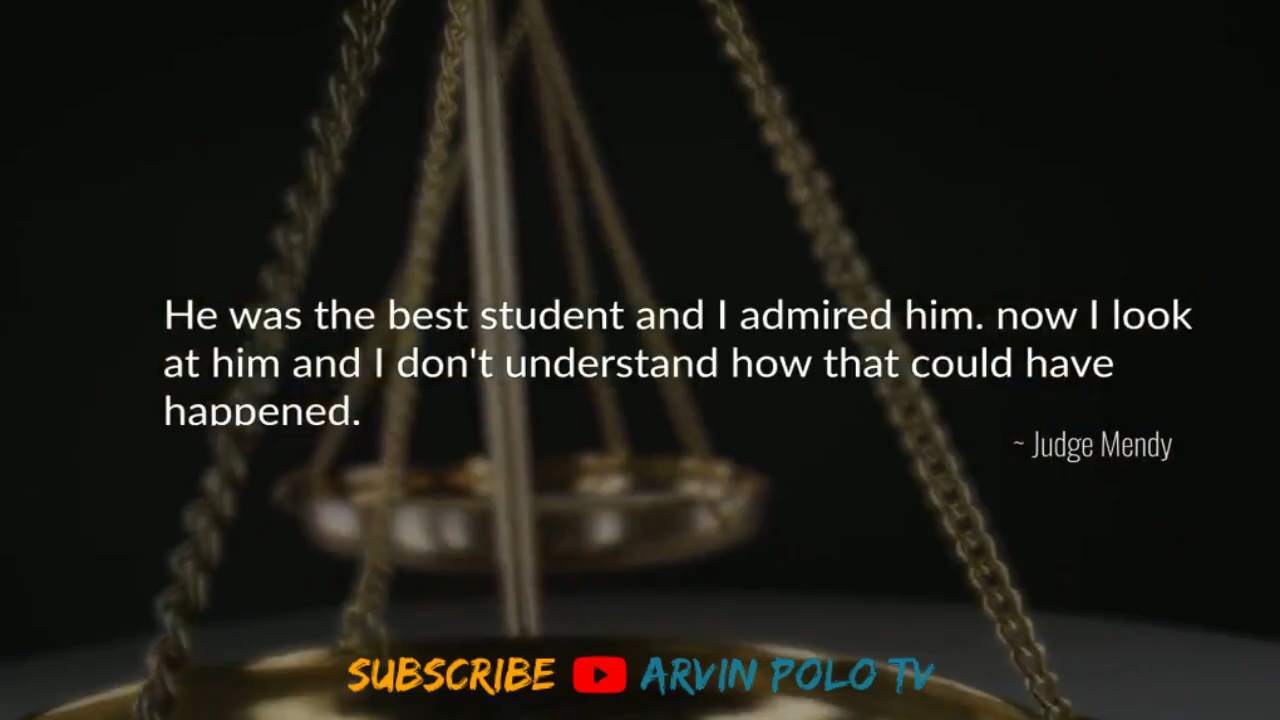 He was the best student and I admired him. now I look
at him and I don't understand how that could have
happened.
~ Judge Mendy
SUBSCRIBE ARVIN POLO TV